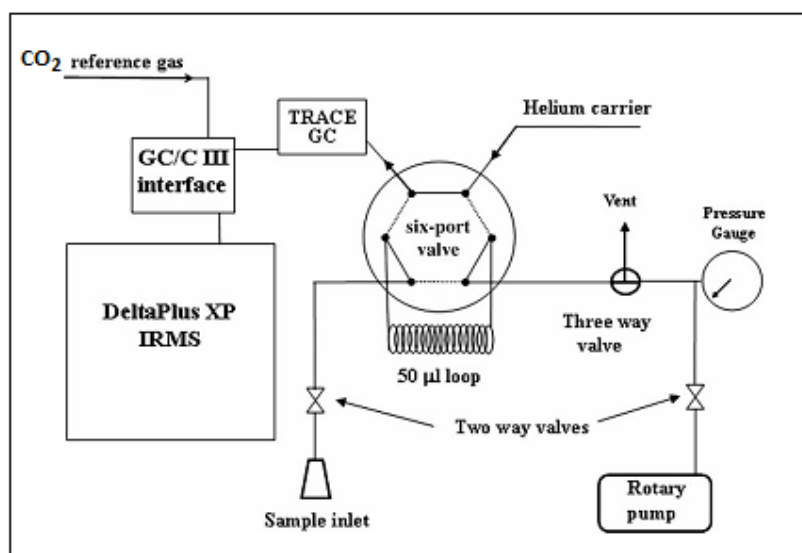 CO2 reference gas
Helium carrier
TRACE
GC
GC/C III
interface
six-port
valve
Vent
Pressure
Gauge
DeltaPlus XP
IRMS
Three way
valve
50 µl loop
Two way valves
Sample inlet
Rotary
pump